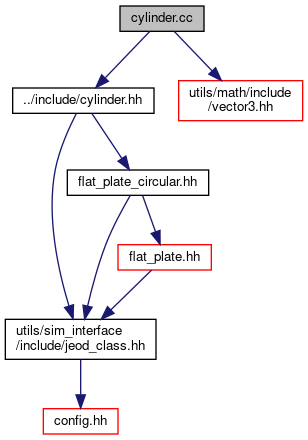 cylinder.cc
../include/cylinder.hh
utils/math/include
/vector3.hh
flat_plate_circular.hh
flat_plate.hh
utils/sim_interface
/include/jeod_class.hh
config.hh